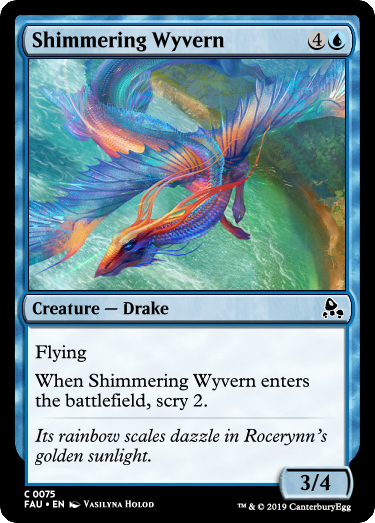 Shimmering Wyvern 4
Creature — Drake
Flying
When Shimmering Wyvern enters
the battlefield, scry 2.
Its rainbow scales dazzle in Rocerynn's
golden sunlight.
3/4
C 0075
FAU • EN Vasilyna Holod
™ & © 2019 CanterburyEgg